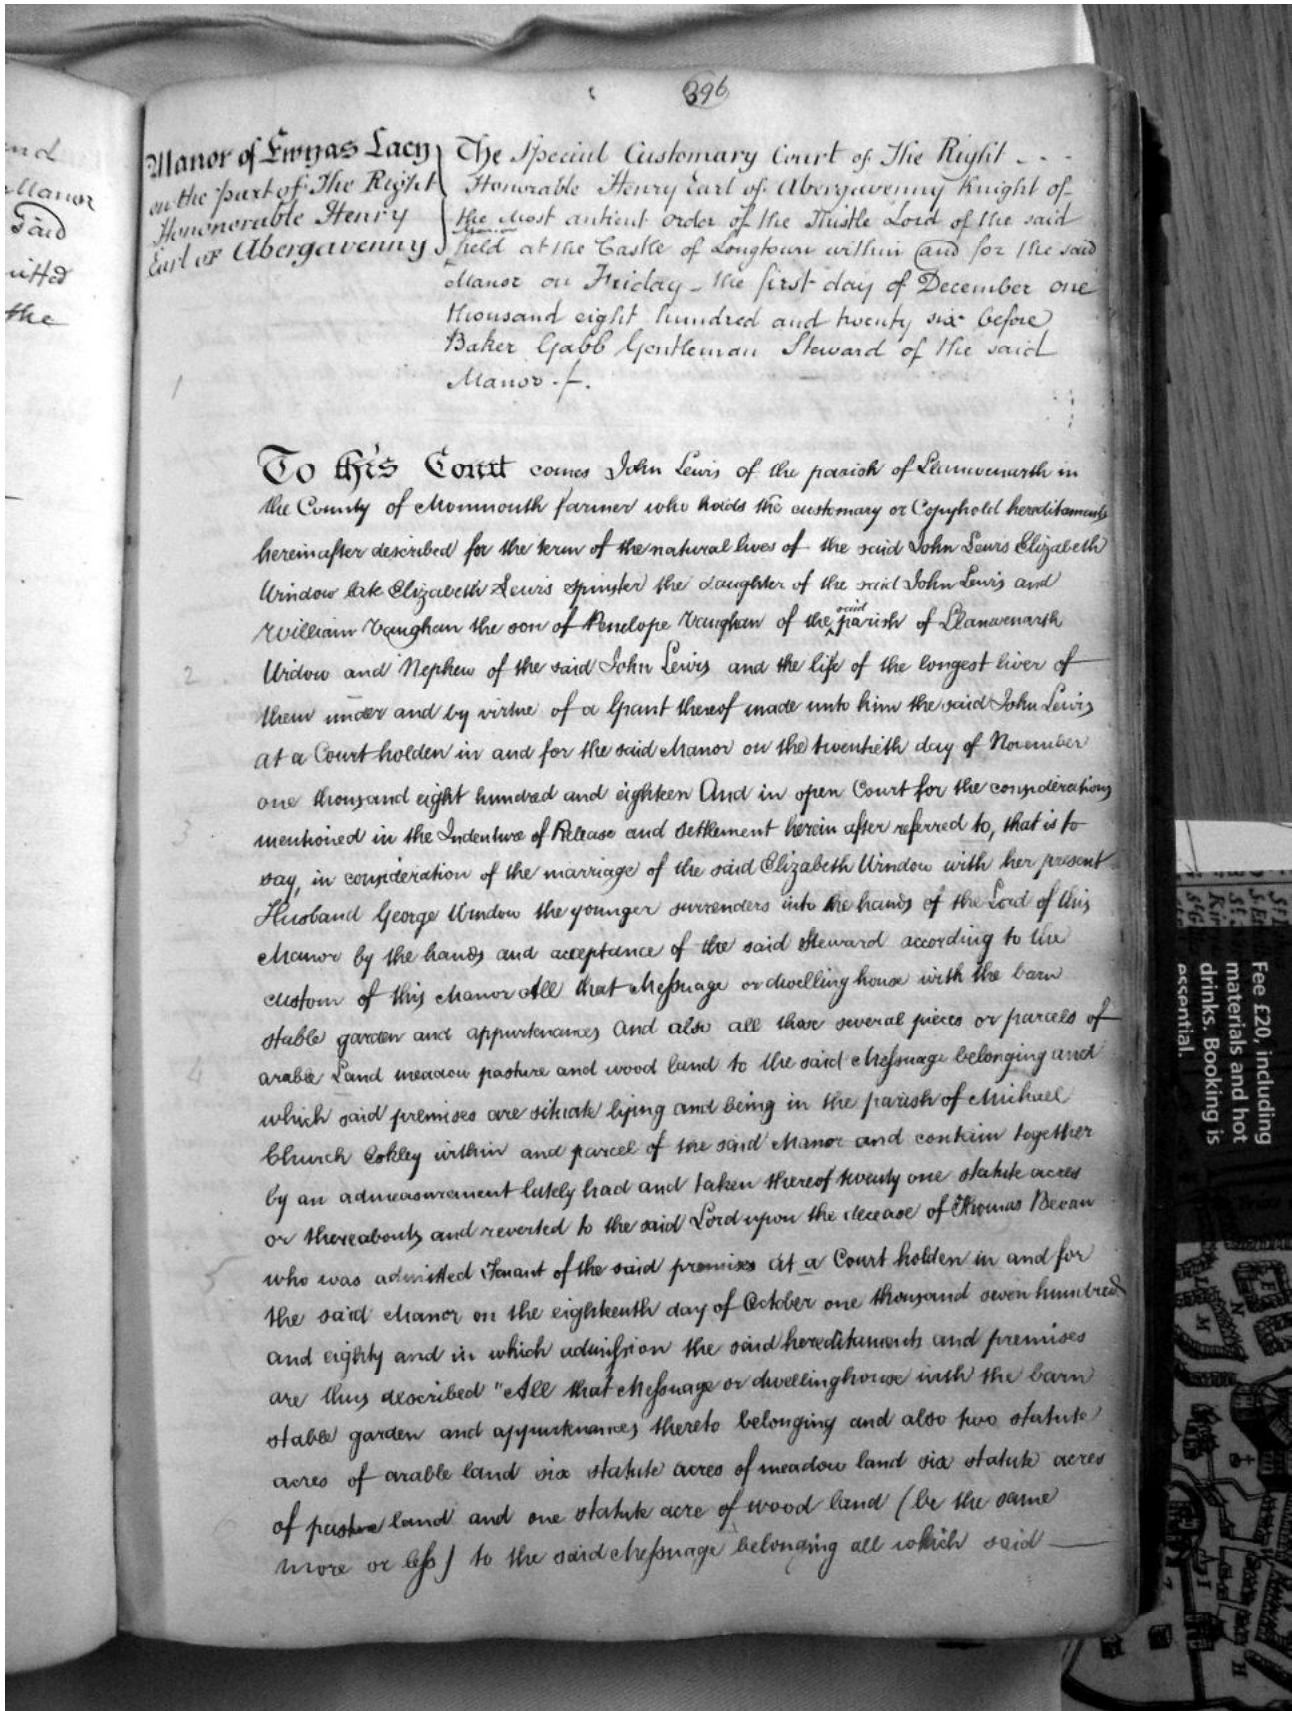 396
Manor of Ewyas Lacy
on the part of The Right
Hononorable Henry
Earl of Abergavenny
The Special Customary Court of The Right - - -
Honorable Henry Earl of Abergavenny Knight of
the Most antient order of the Thistle Lord of the said
Manor
held at the Castle of Longtown within and for the said
Manor on Friday - the first day of December one
thousand eight hundred and twenty six before
Baker Gabb Gentleman Steward of the said
Manor
1
To this Court comes John Lewis of the parish of Llanwenarth in
the County of Monmouth farmer who holds the customary or Copyhold hereditaments
hereinafter described for the term of the natural lives of the said John Lewis Elizabeth
Window late Elizabeth Lewis spinster the daughter of the said John Lewis and
William Vaughan the son of Penelope Vaughan of the said parish of Llanwenarth
2
Widow and Nephew of the said John Lewis and the life of the longest liver of
them under and by virtue of a Grant thereof made unto him the said John Lewis
at a Court holden in and for the said Manor on the twentieth day of November
one thousand eight hundred and eighteen And in open Court for the considerations
3
mentioned in the Indenture of Release and settlement herein after referred to, that is to
say, in consideration of the marriage of the said Elizabeth Window with her present
Husband George Window the younger surrenders into the hands of the Lord of this
Manor by the hands and acceptance of the said Steward according to the
custom of this Manor All that Messuage or dwelling house with the barn
stable garden and appurtenances And also all those several pieces or parcels of
4
arable Land meadow pasture and wood land to the said Messuage belonging and
which said premises are situate lying and being in the parish of Michael
Church Eskley within and parcel of the said Manor and contain together
by an admeasurement lately had and taken thereof twenty one statute acres
or thereabouts and reverted to the said Lord upon the decease of Thomas Bevan
5
who was admitted Tenant of the said premises at a Court holden in and for
the said Manor on the eighteenth day of October one thousand seven hundred
and eighty and in which admission the said hereditaments and premises
are thus described "All that Messuage or dwellinghouse with the barn
stable garden and appurtenances thereto belonging and also two statute
acres of arable land six statute acres of meadow land six statute acres
of pasture land and one statute acre of wood land (be the same
more or less) to the said Messuage belonging all which said
Fee £20, including
materials and hot
drinks. Booking is
essential.